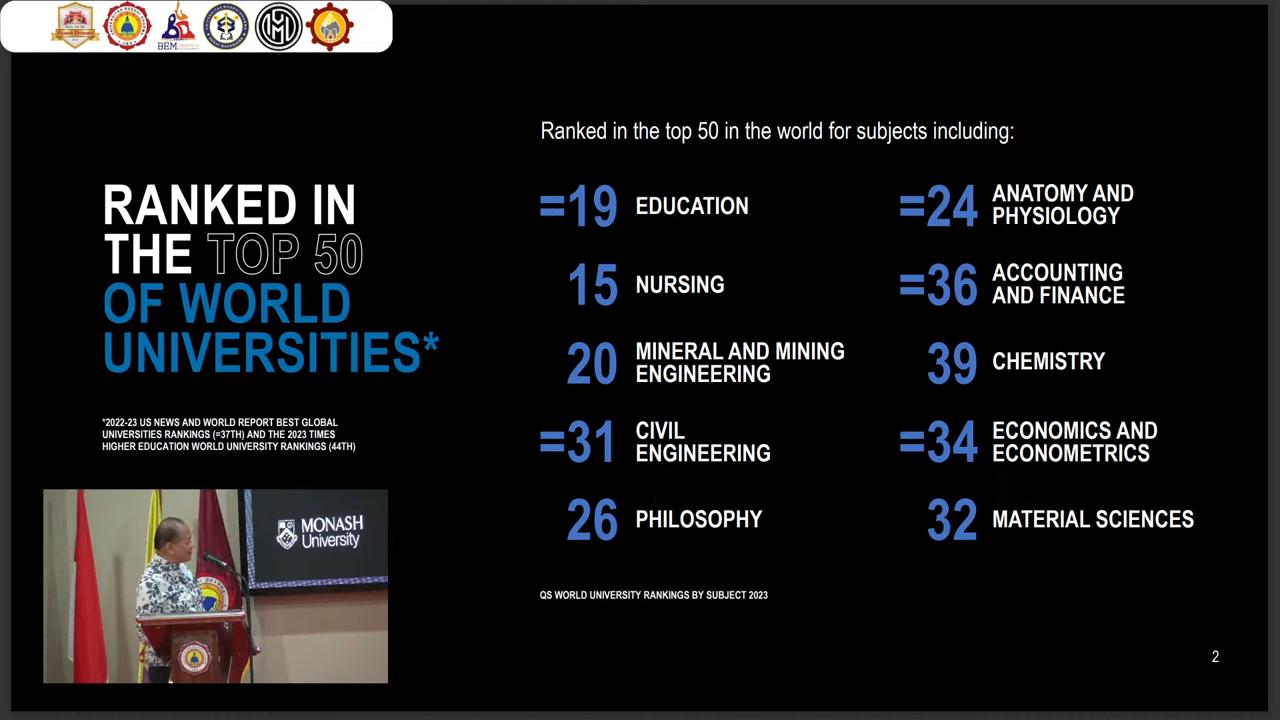 BEM
RANKED IN
THE TOP 50
OF WORLD
UNIVERSITIES*
*2022-23 US NEWS AND WORLD REPORT BEST GLOBAL
UNIVERSITIES RANKINGS (=37TH) AND THE 2023 TIMES
HIGHER EDUCATION WORLD UNIVERSITY RANKINGS (44TH)
MONASH
University
Ranked in the top 50 in the world for subjects including:
=19 EDUCATION
15 NURSING
20 MINERAL AND MINING
ENGINEERING
=31 CIVIL
ENGINEERING
26 PHILOSOPHY
=24 ANATOMY AND
PHYSIOLOGY
=36 ACCOUNTING
AND FINANCE
39 CHEMISTRY
=34 ECONOMICS AND
ECONOMETRICS
32 MATERIAL SCIENCES
QS WORLD UNIVERSITY RANKINGS BY SUBJECT 2023
2